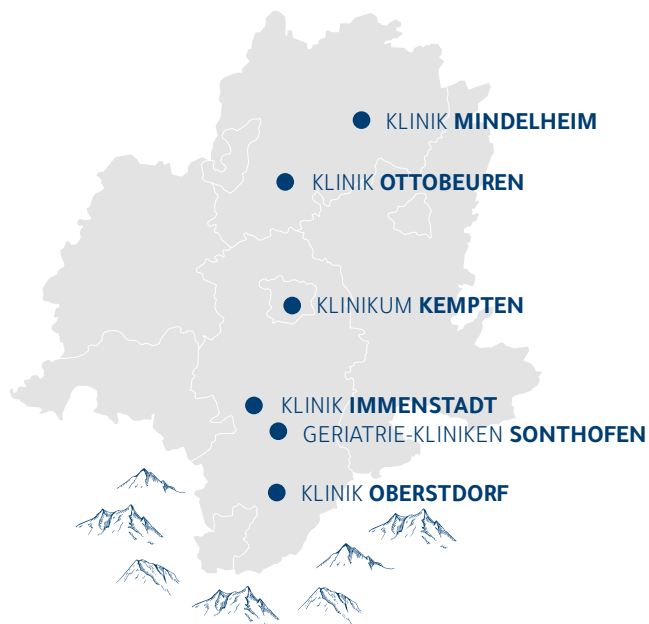 KLINIK MINDELHEIM
KLINIK OTTOBEUREN
KLINIKUM KEMPTEN
KLINIK IMMENSTADT
GERIATRIE-KLINIKEN SONTHOFEN
KLINIK OBERSTDORF